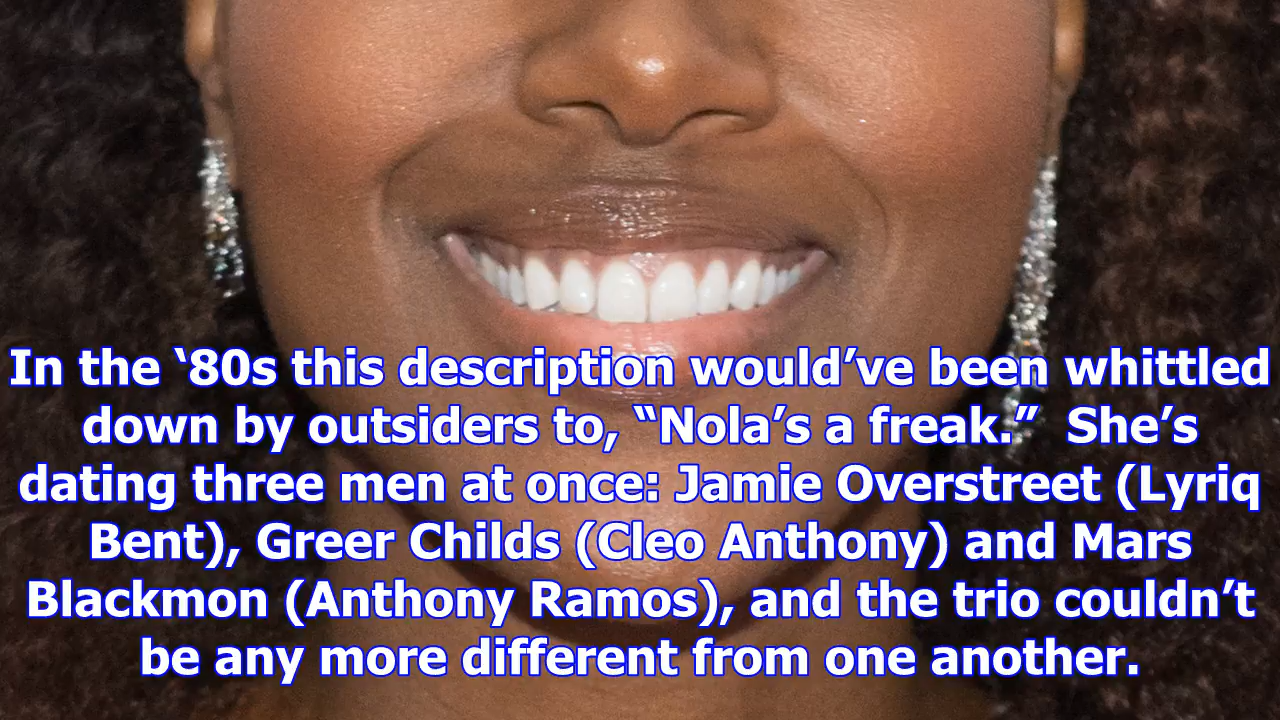 In the ‘80s this description would’ve been whittled
down by outsiders to, “Nola’s a freak.”  She’s
dating three men at once: Jamie Overstreet (Lyriq
Bent), Greer Childs (Cleo Anthony) and Mars
Blackmon (Anthony Ramos), and the trio couldn’t
be any more different from one another.